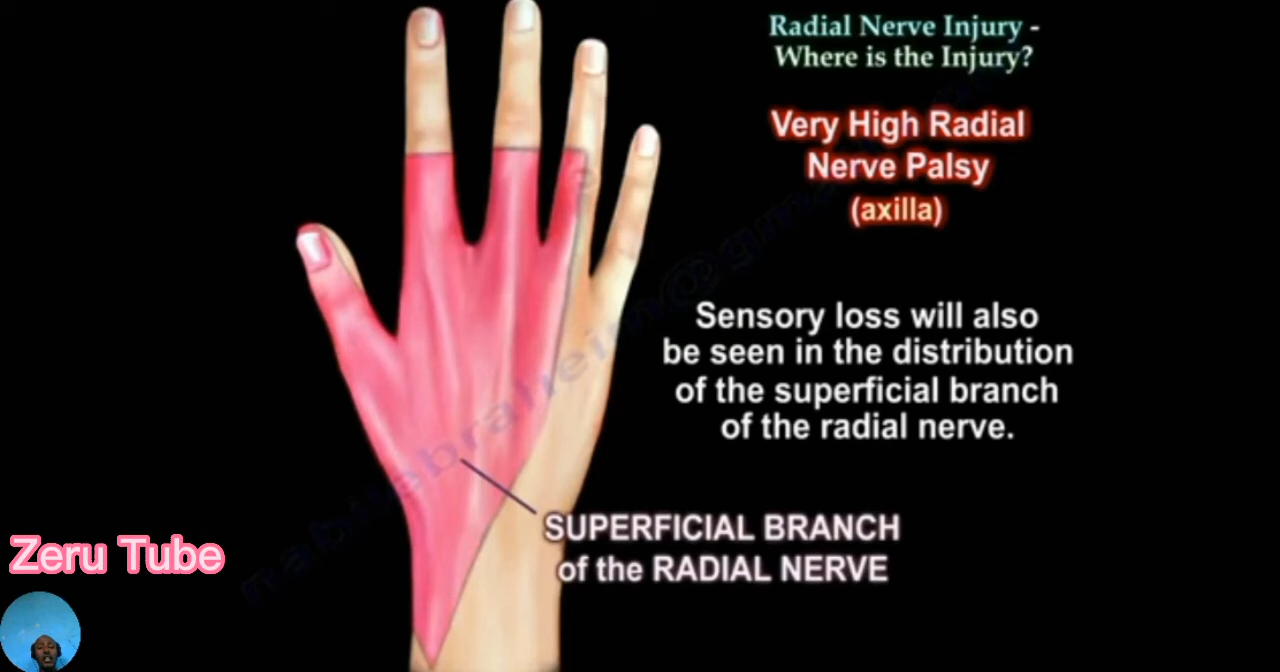 Radial Nerve Injury -
Where is the Injury?
Very High Radial
Nerve Palsy
(axilla)
Sensory loss will also
be seen in the distribution
of the superficial branch
of the radial nerve.
SUPERFICIAL BRANCH
of the RADIAL NERVE
Zeru Tube